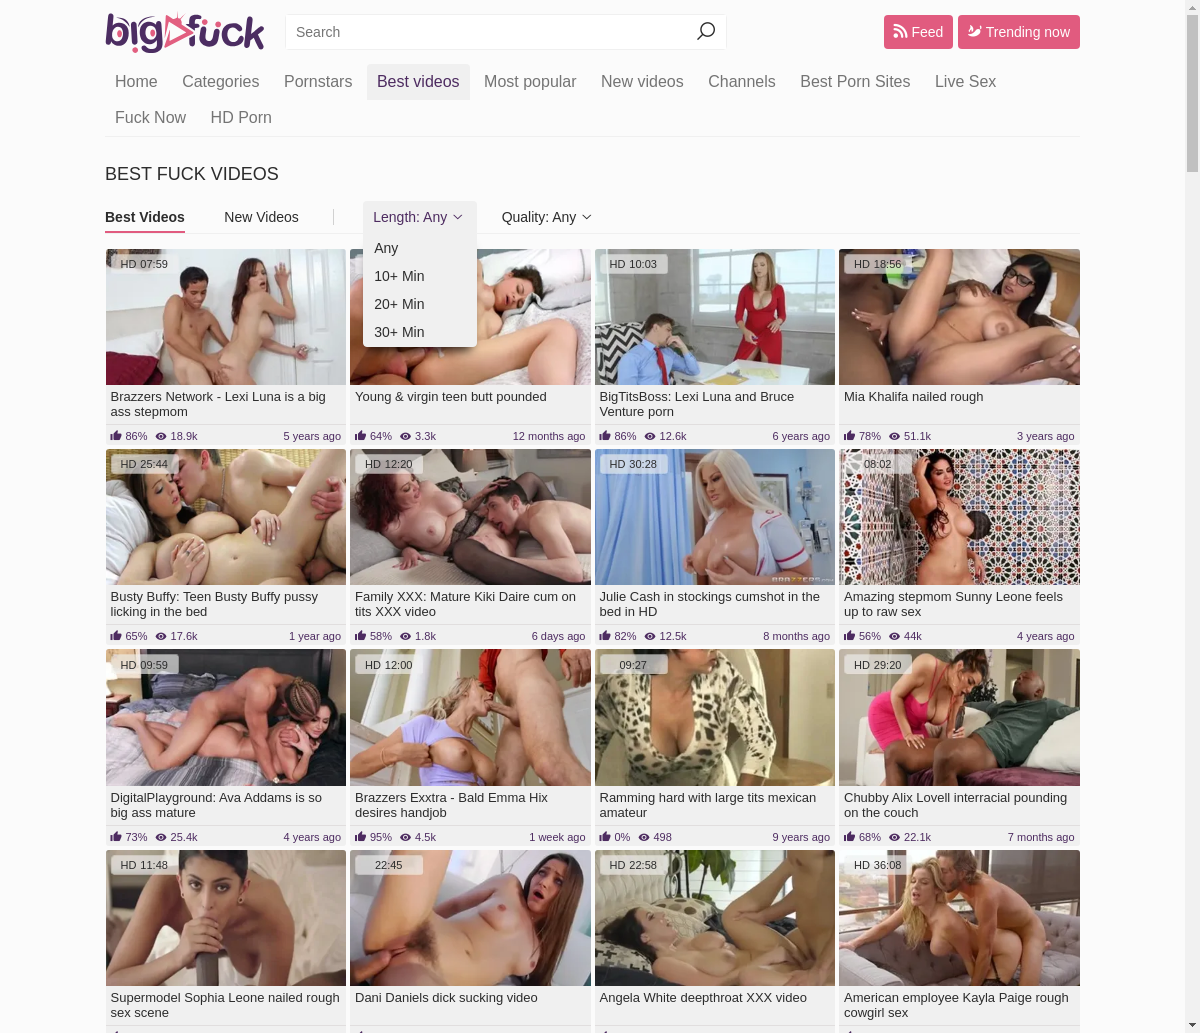 bigfuck
Search
Feed
Trending now
Home
Categories
Pornstars
Best videos
Most popular
New videos
Channels
Best Porn Sites
Live Sex
Fuck Now
HD Porn
BEST FUCK VIDEOS
Best Videos
New Videos
Length: Any
Quality: Any
Any
10+ Min
20+ Min
30+ Min
HD 07:59
HD 10:03
HD 18:56
Brazzers Network - Lexi Luna is a big
ass stepmom
Young & virgin teen butt pounded
BigTitsBoss: Lexi Luna and Bruce
Venture porn
Mia Khalifa nailed rough
86% 18.9k 5 years ago
64% 3.3k 12 months ago
86% 12.6k 6 years ago
78% 51.1k 3 years ago
HD 25:44
HD 12:20
HD 30:28
08:02
BRAZZERS
Busty Buffy: Teen Busty Buffy pussy
licking in the bed
Family XXX: Mature Kiki Daire cum on
tits XXX video
Julie Cash in stockings cumshot in the
bed in HD
Amazing stepmom Sunny Leone feels
up to raw sex
65% 17.6k 1 year ago
58% 1.8k 6 days ago
82% 12.5k 8 months ago
56% 44k 4 years ago
HD 09:59
HD 12:00
09:27
HD 29:20
DigitalPlayground: Ava Addams is so
big ass mature
Brazzers Exxtra - Bald Emma Hix
desires handjob
Ramming hard with large tits mexican
amateur
Chubby Alix Lovell interracial pounding
on the couch
73% 25.4k 4 years ago
95% 4.5k 1 week ago
0% 498 9 years ago
68% 22.1k 7 months ago
HD 11:48
22:45
HD 22:58
HD 36:08
Supermodel Sophia Leone nailed rough
sex scene
Dani Daniels dick sucking video
Angela White deepthroat XXX video
American employee Kayla Paige rough
cowgirl sex